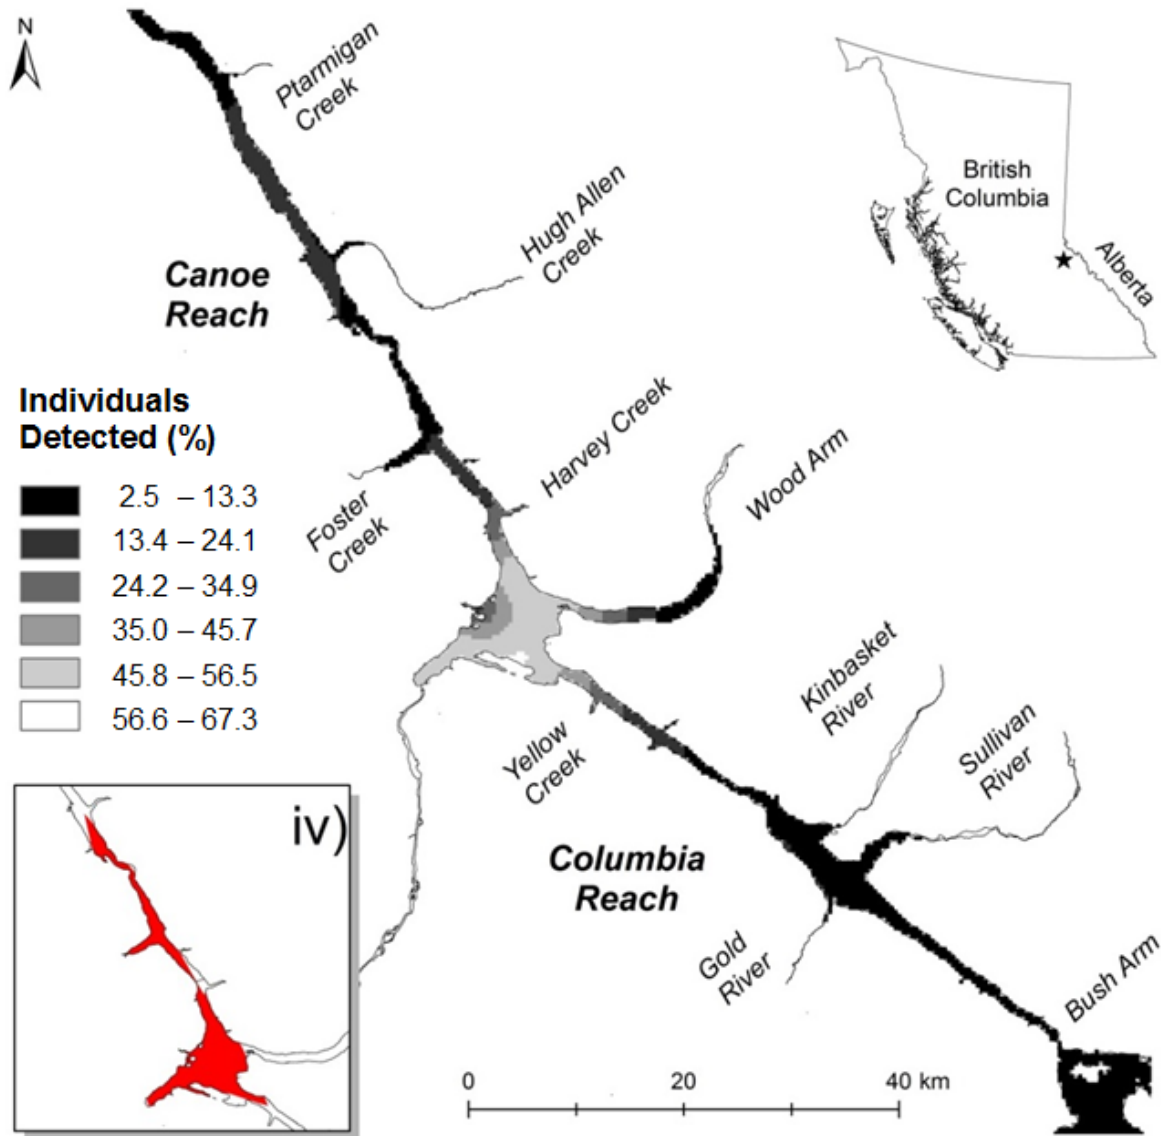 N
Ptarmigan
Creek
British
Columbia
Alberta
Hugh Allen
Creek
Canoe
Reach
Individuals
Detected (%)
2.5 – 13.3
13.4 – 24.1
24.2 – 34.9
35.0 – 45.7
45.8 – 56.5
56.6 – 67.3
Harvey Creek
Wood Arm
Foster
Creek
Kinbasket
River
Sullivan
River
Yellow
Creek
iv)
Columbia
Reach
Gold
River
Bush Arm
0 20 40 km